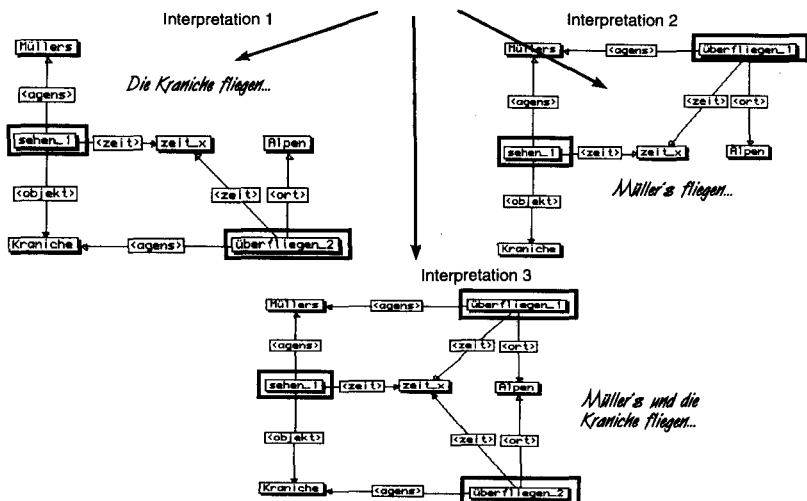 Interpretation 1
Müllers
<agens>
Die Kraniche fliegen...
sehen_1
<zeit>
zeit_x
Alpen
<objekt>
<zeit>
<ort>
Kraniche
<agens>
überfliegen_2
Interpretation 2
Müllers
<agens>
überfliegen_1
<agens>
<zeit>
<ort>
sehen_1
<zeit>
zeit_x
Alpen
<objekt>
Müller's fliegen...
Kraniche
Interpretation 3
Müllers
<agens>
überfliegen_1
<agens>
<zeit>
<ort>
sehen_1
<zeit>
zeit_x
Alpen
Müller's und die
Kraniche fliegen...
<objekt>
<zeit>
<ort>
Kraniche
<agens>
überfliegen_2